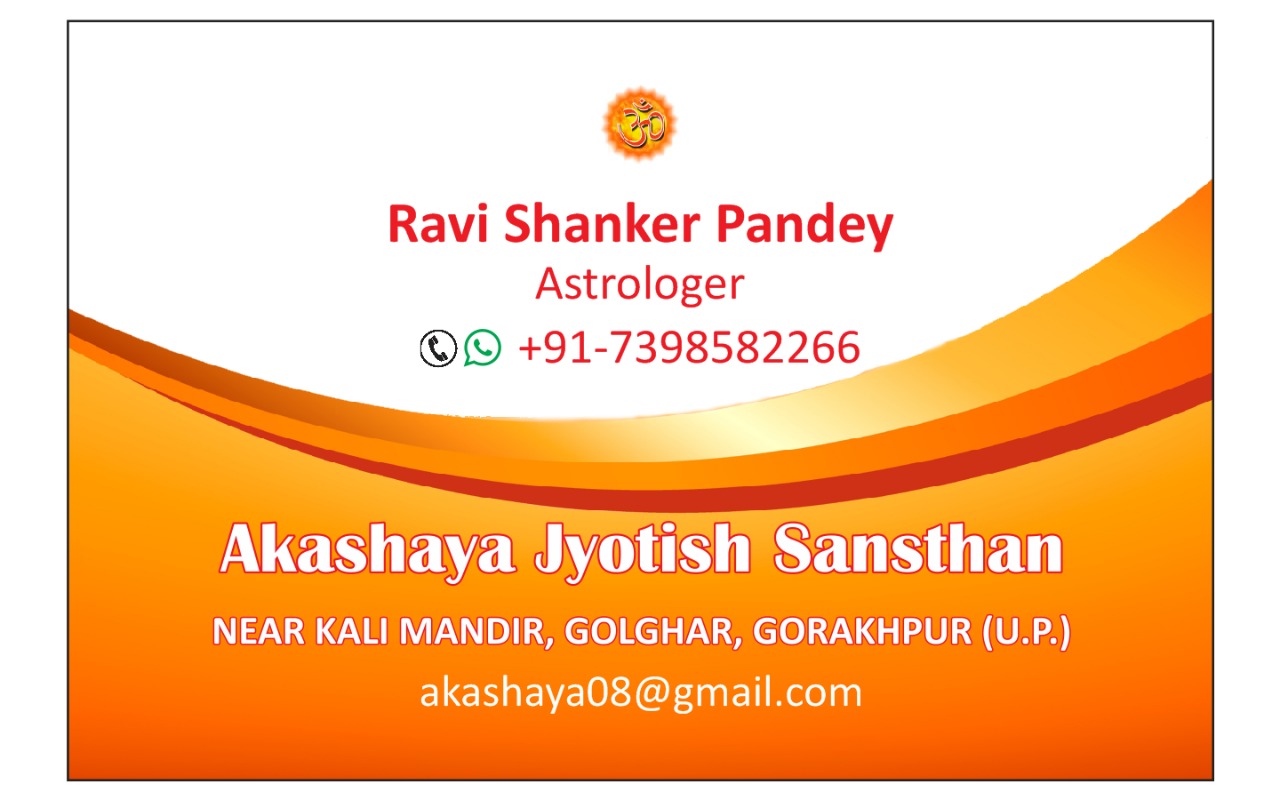 ॐ
Ravi Shanker Pandey
Astrologer
+91-7398582266
Akashaya Jyotish Sansthan
NEAR KALI MANDIR, GOLGHAR, GORAKHPUR (U.P.)
akashaya08@gmail.com